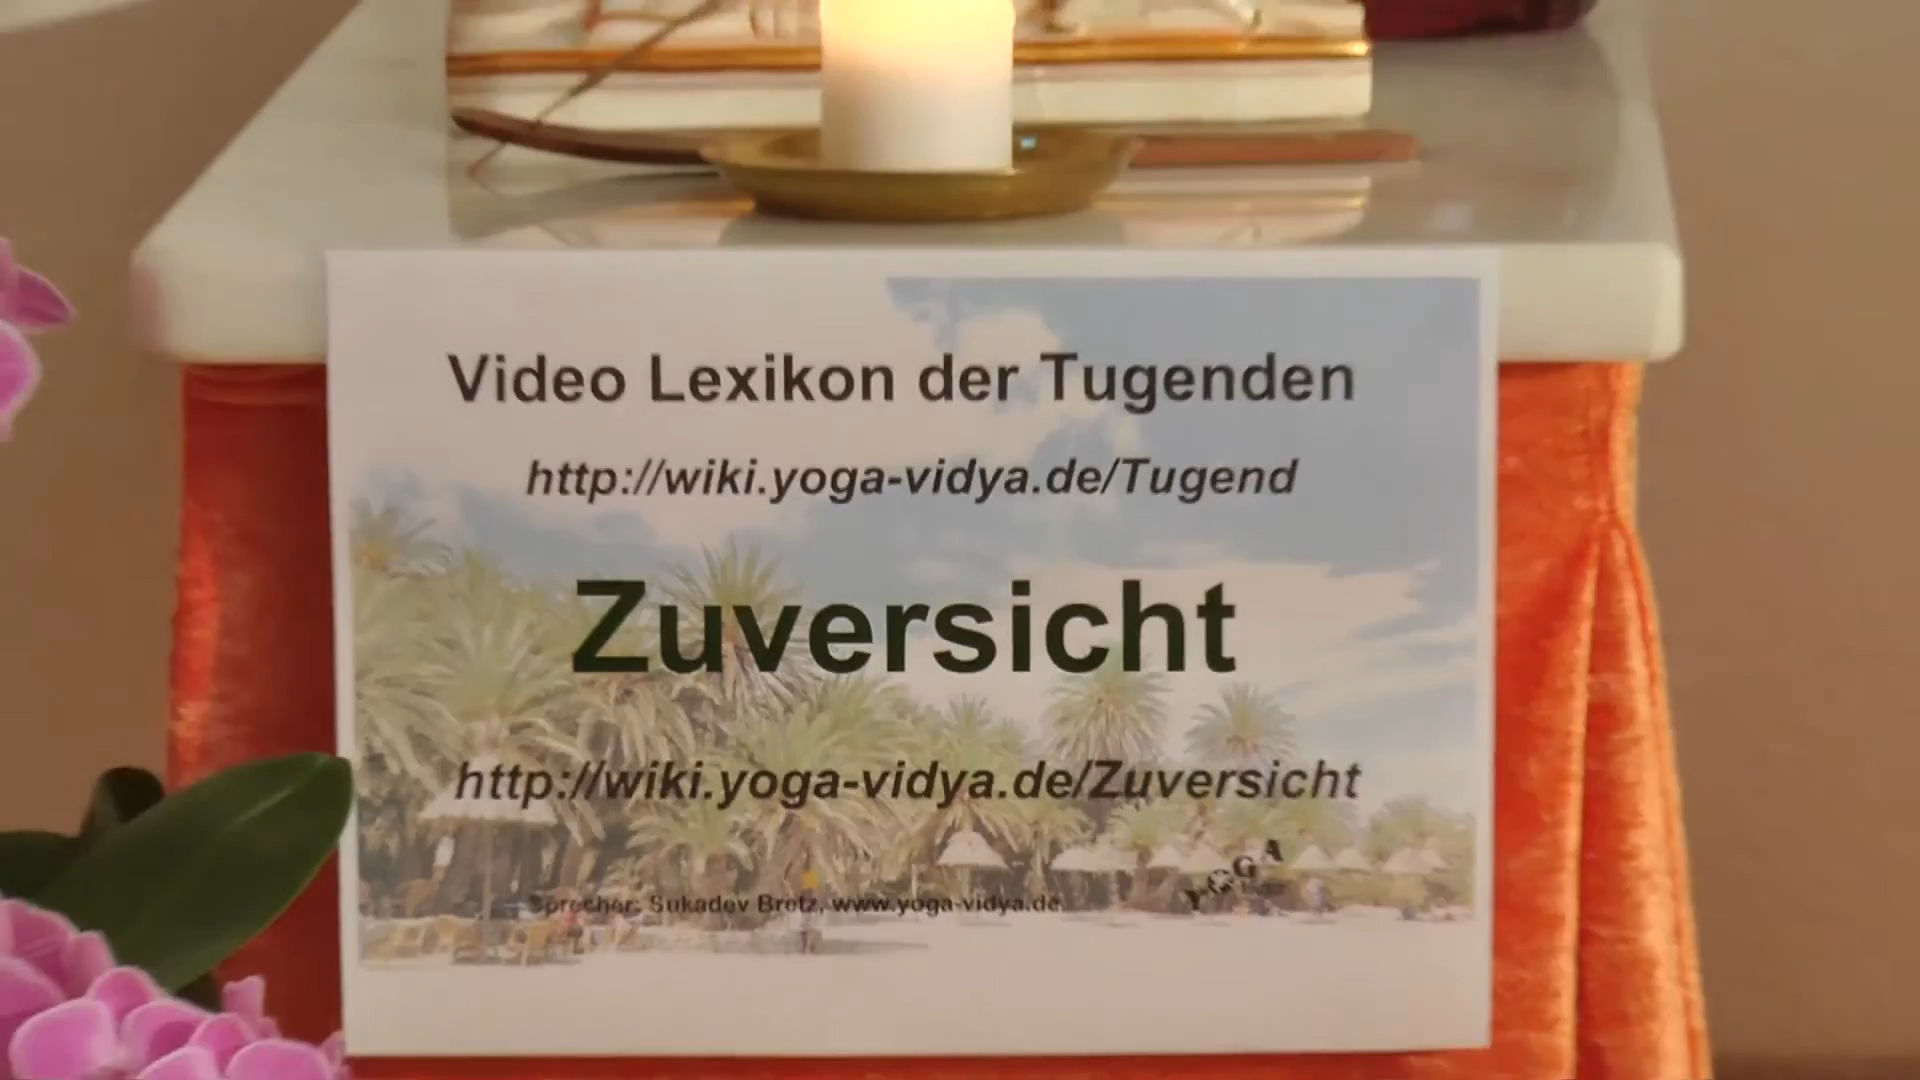 Video Lexikon der Tugenden
http://wiki.yoga-vidya.de/Tugend
Zuversicht
http://wiki.yoga-vidya.de/Zuversicht
Sprecher: Sukadev Bretz, www.yoga-vidya.de
YOGA